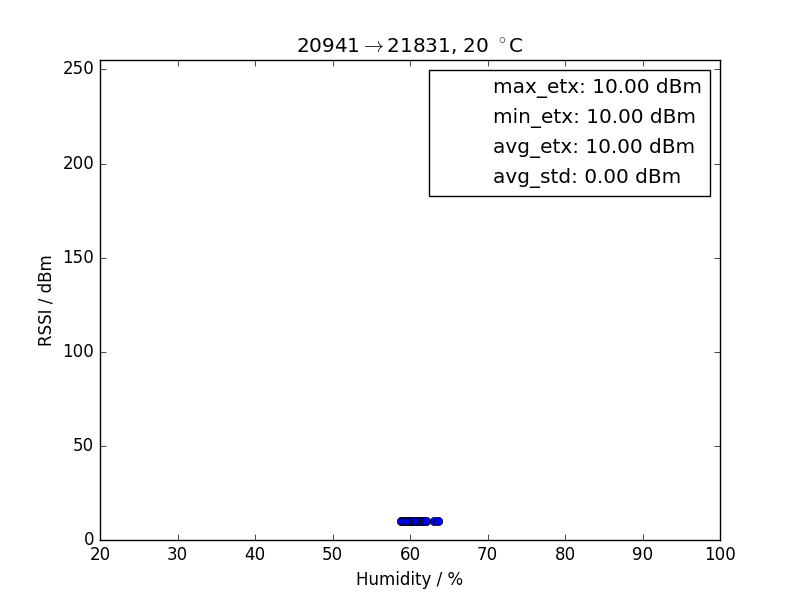 20941→21831, 20 °C
max_etx: 10.00 dBm
min_etx: 10.00 dBm
avg_etx: 10.00 dBm
avg_std: 0.00 dBm
RSSI / dBm
250
200
150
100
50
0
20 30 40 50 60 70 80 90 100
Humidity / %